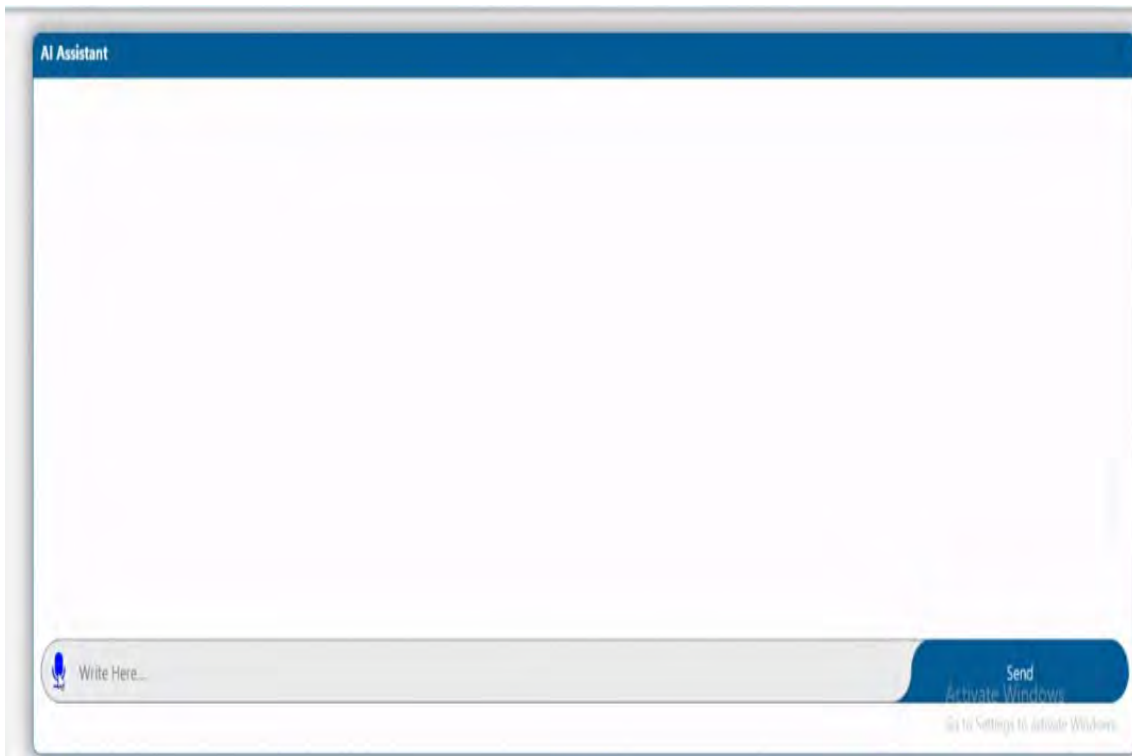 AI Assistant
Write Here...
Send
Activate Windows
Go to Settings to activate Windows.